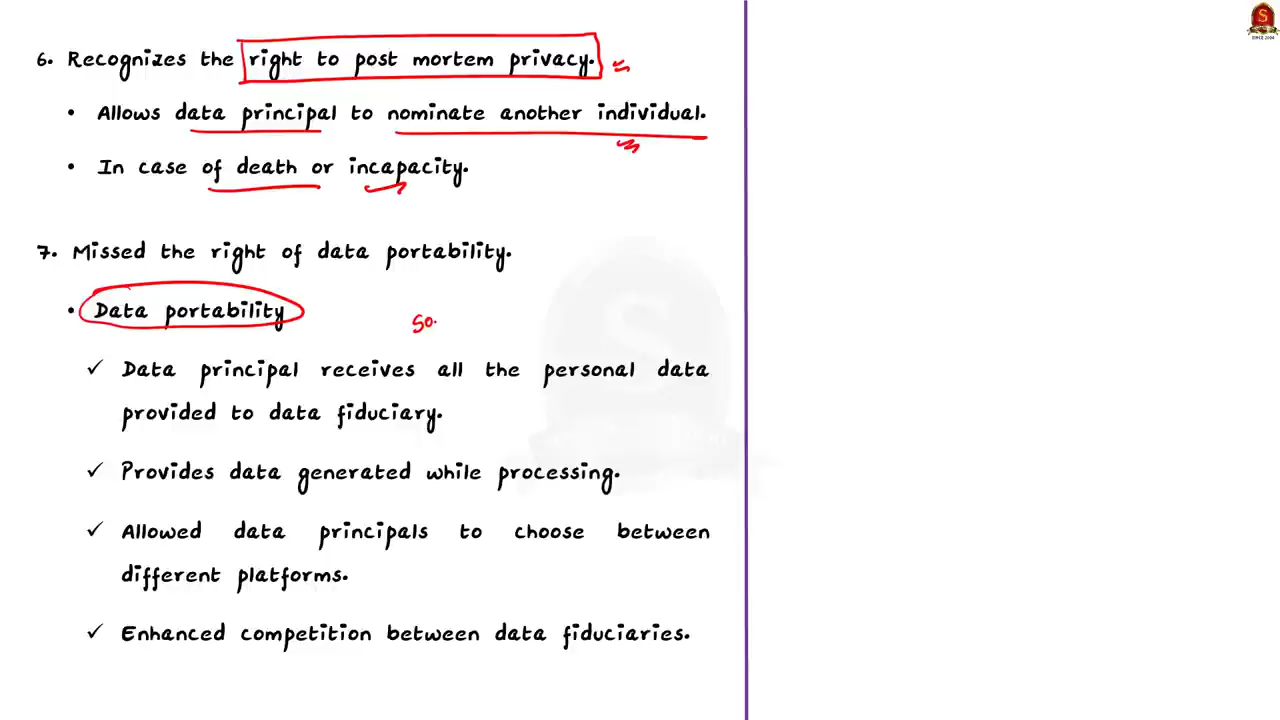 6. Recognizes the right to post mortem privacy.
• Allows data principal to nominate another individual.
• In case of death or incapacity.
7. Missed the right of data portability.
• Data portability
so.
✓ Data principal receives all the personal data
provided to data fiduciary.
✓ Provides data generated while processing.
✓ Allowed data principals to choose between
different platforms.
✓ Enhanced competition between data fiduciaries.
S
SINCE 2004